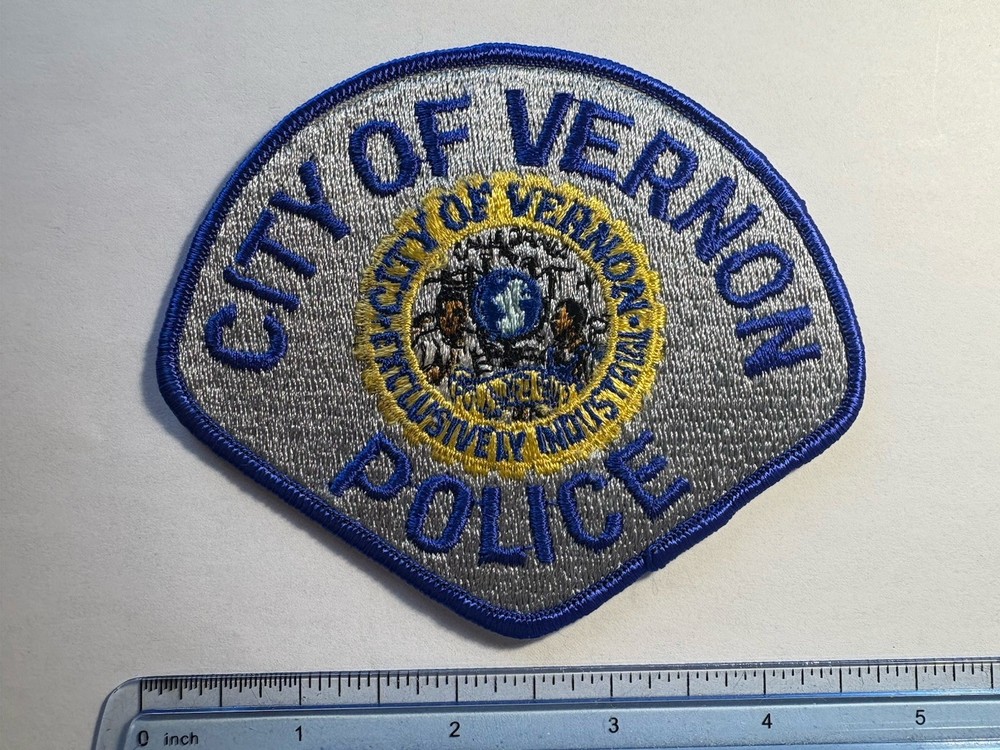 CITY OF VERNON
CITY OF VERNON
· EXCLUSIVELY INDUSTRIAL ·
POLICE
0 inch 1 2 3 4 5